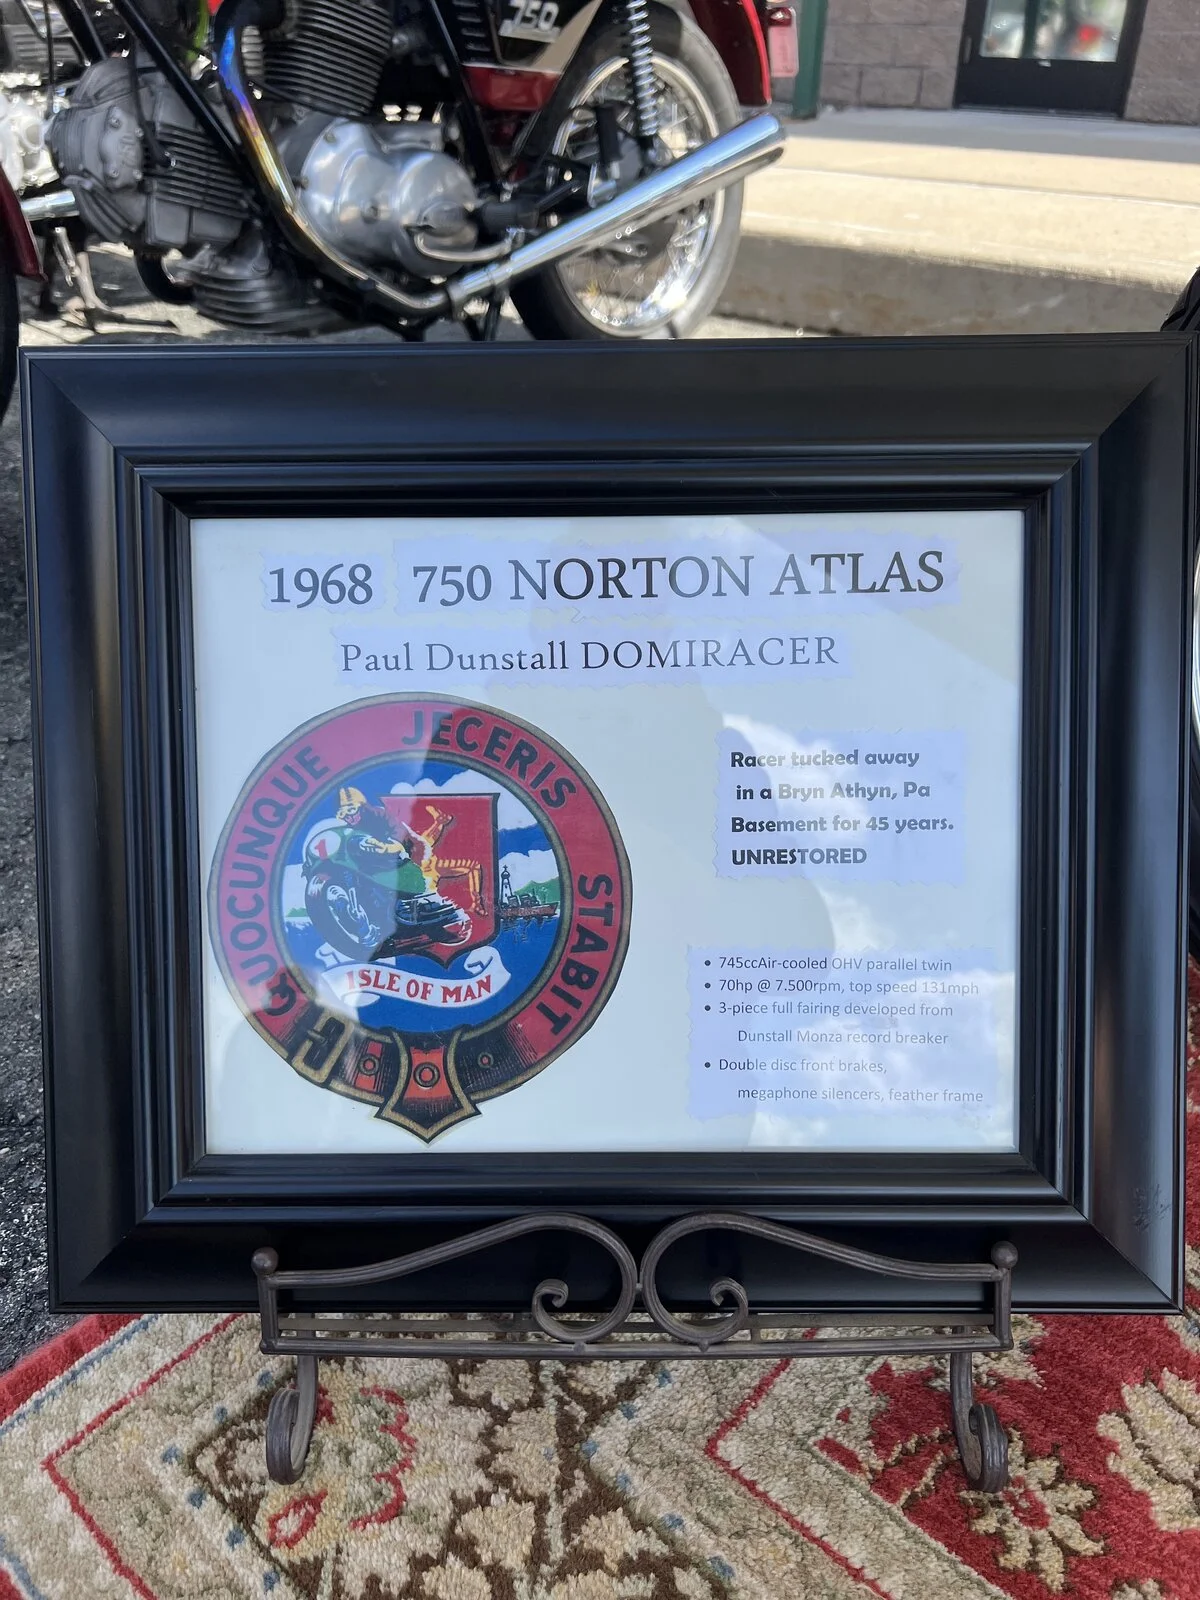 750
1968 750 NORTON ATLAS
Paul Dunstall DOMIRACER
QUOCUNQUE JECERIS STABIT
1
ISLE OF MAN
Racer tucked away
in a Bryn Athyn, Pa
Basement for 45 years.
UNRESTORED
• 745ccAir-cooled OHV parallel twin
• 70hp @ 7.500rpm, top speed 131mph
• 3-piece full fairing developed from
Dunstall Monza record breaker
• Double disc front brakes,
megaphone silencers, feather frame